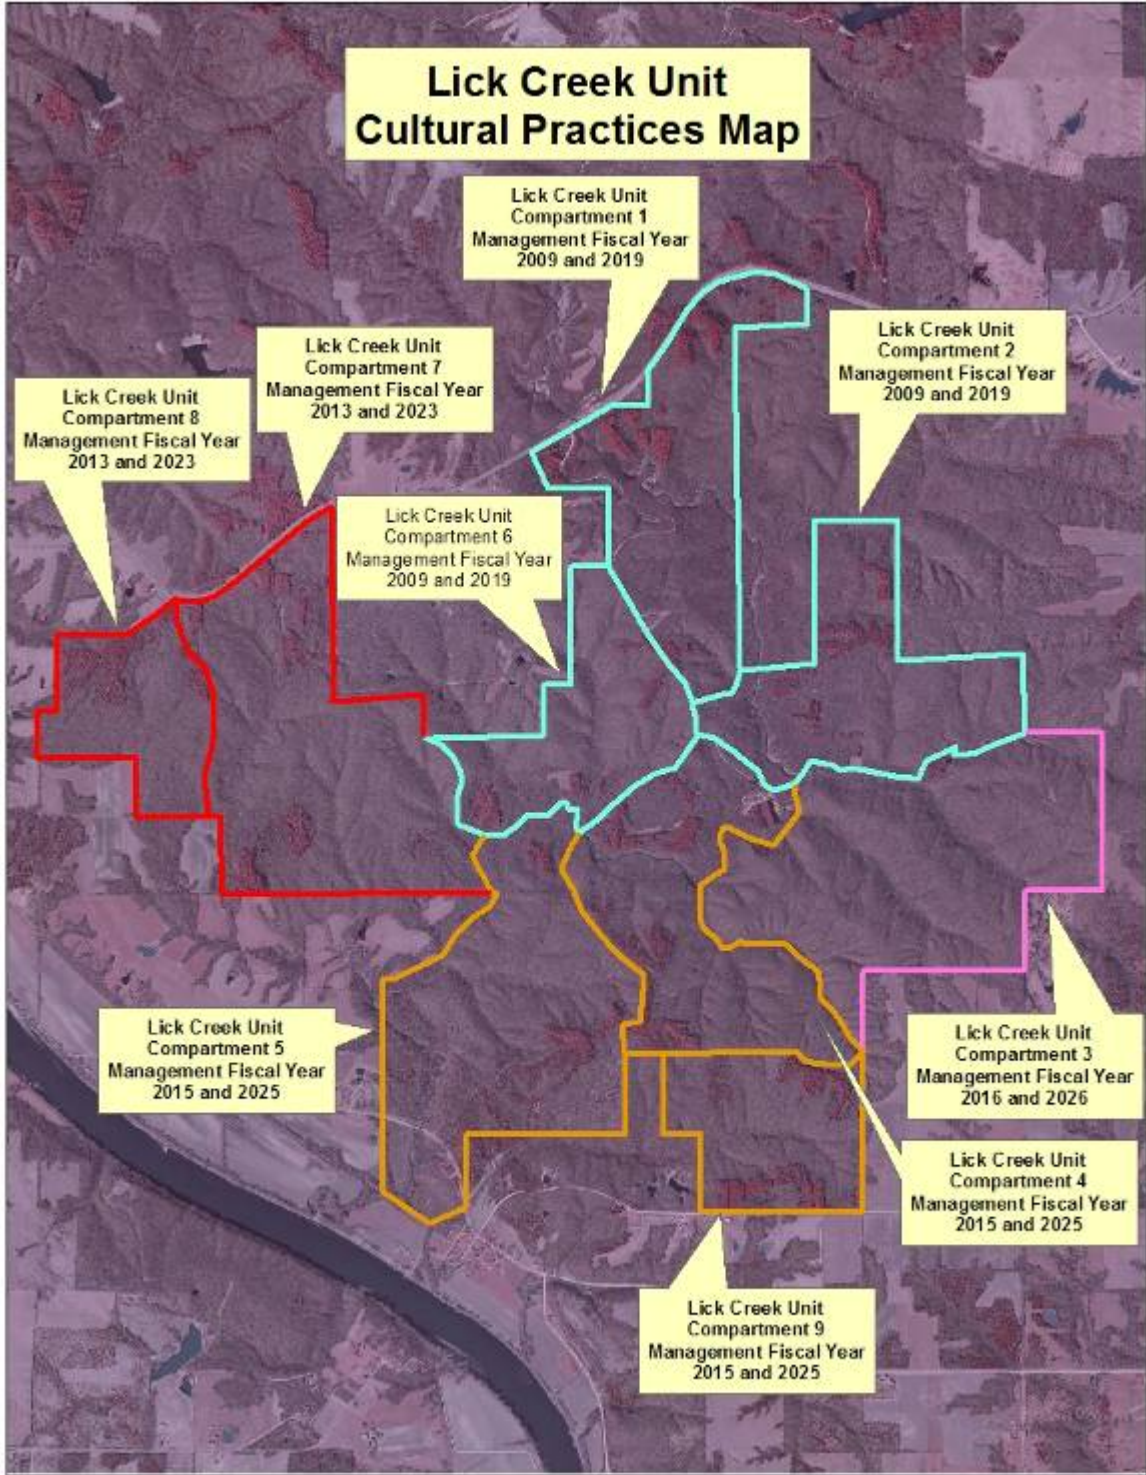 Lick Creek Unit
Cultural Practices Map
Lick Creek Unit
Compartment 1
Management Fiscal Year
2009 and 2019
Lick Creek Unit
Compartment 2
Management Fiscal Year
2009 and 2019
Lick Creek Unit
Compartment 7
Management Fiscal Year
2013 and 2023
Lick Creek Unit
Compartment 8
Management Fiscal Year
2013 and 2023
Lick Creek Unit
Compartment 6
Management Fiscal Year
2009 and 2019
Lick Creek Unit
Compartment 5
Management Fiscal Year
2015 and 2025
Lick Creek Unit
Compartment 3
Management Fiscal Year
2016 and 2026
Lick Creek Unit
Compartment 4
Management Fiscal Year
2015 and 2025
Lick Creek Unit
Compartment 9
Management Fiscal Year
2015 and 2025